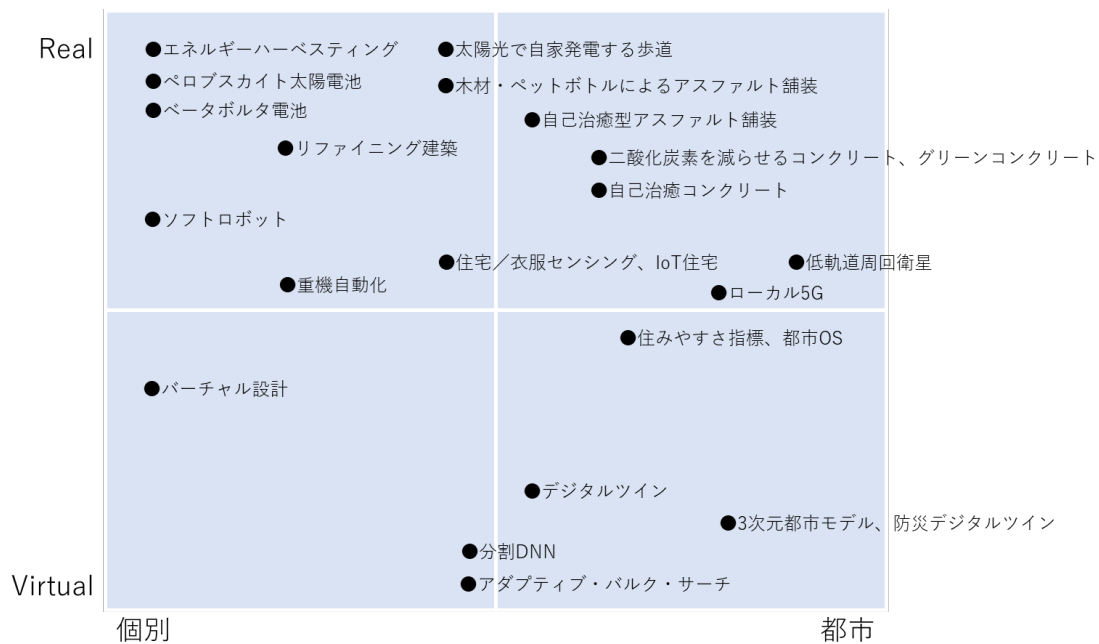 Real
●エネルギーハーベスティング
●太陽光で自家発電する歩道
●ペロブスカイト太陽電池
●木材・ペットボトルによるアスファルト舗装
●ベータボルタ電池
●自己治癒型アスファルト舗装
●リファイニング建築
●二酸化炭素を減らせるコンクリート、グリーンコンクリート
●自己治癒コンクリート
●ソフトロボット
●住宅／衣服センシング、IoT住宅
●低軌道周回衛星
●重機自動化
●ローカル5G
●住みやすさ指標、都市OS
●バーチャル設計
●デジタルツイン
●3次元都市モデル、防災デジタルツイン
●分割DNN
●アダプティブ・バルク・サーチ
Virtual
個別
都市